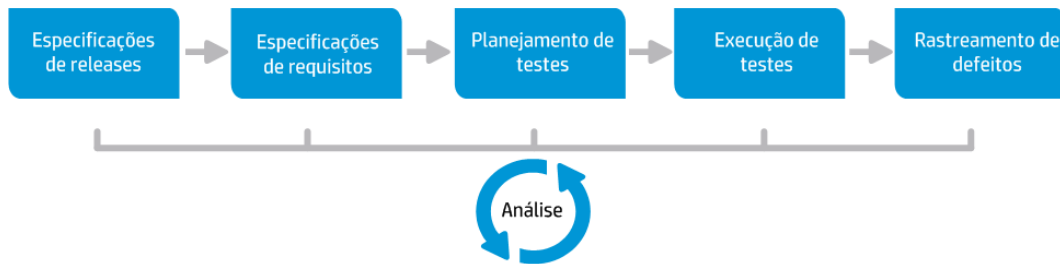 Especificações
de releases
Especificações
de requisitos
Planejamento de
testes
Execução de
testes
Rastreamento de
defeitos
Análise